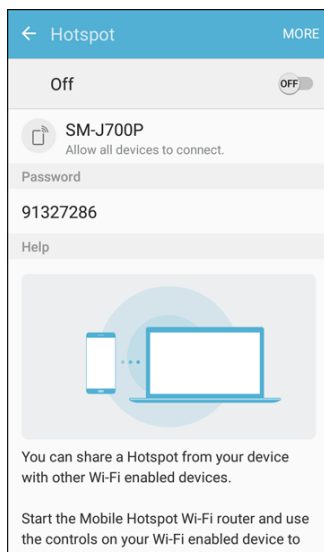 Hotspot MORE
Off OFF
SM-J700P
Allow all devices to connect.
Password
91327286
Help
You can share a Hotspot from your device
with other Wi-Fi enabled devices.
Start the Mobile Hotspot Wi-Fi router and use
the controls on your Wi-Fi enabled device to